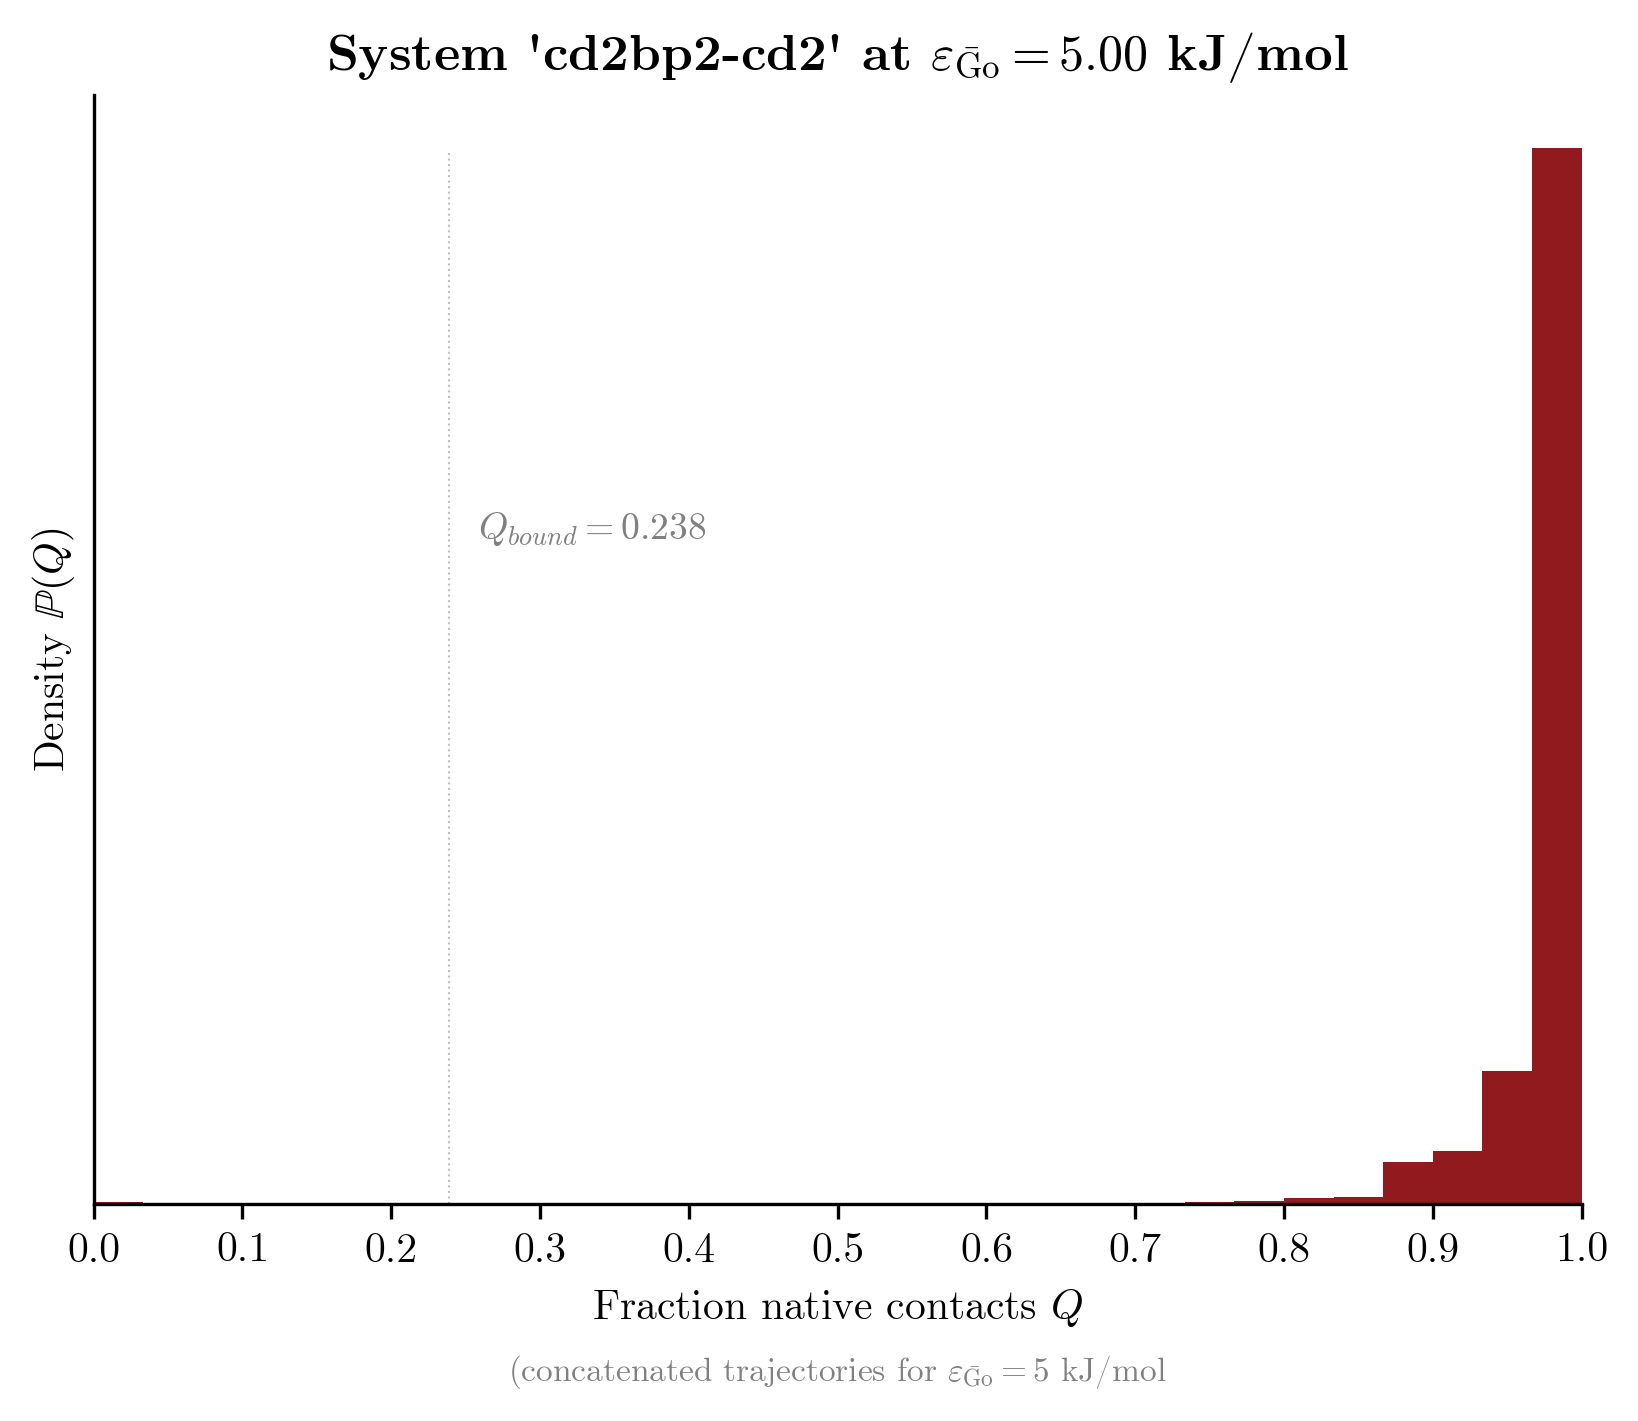 System 'cd2bp2-cd2' at ε_Ḡo = 5.00 kJ/mol
Density ℙ(Q)
Q_bound = 0.238
0.0 0.1 0.2 0.3 0.4 0.5 0.6 0.7 0.8 0.9 1.0
Fraction native contacts Q
(concatenated trajectories for ε_Ḡo = 5 kJ/mol